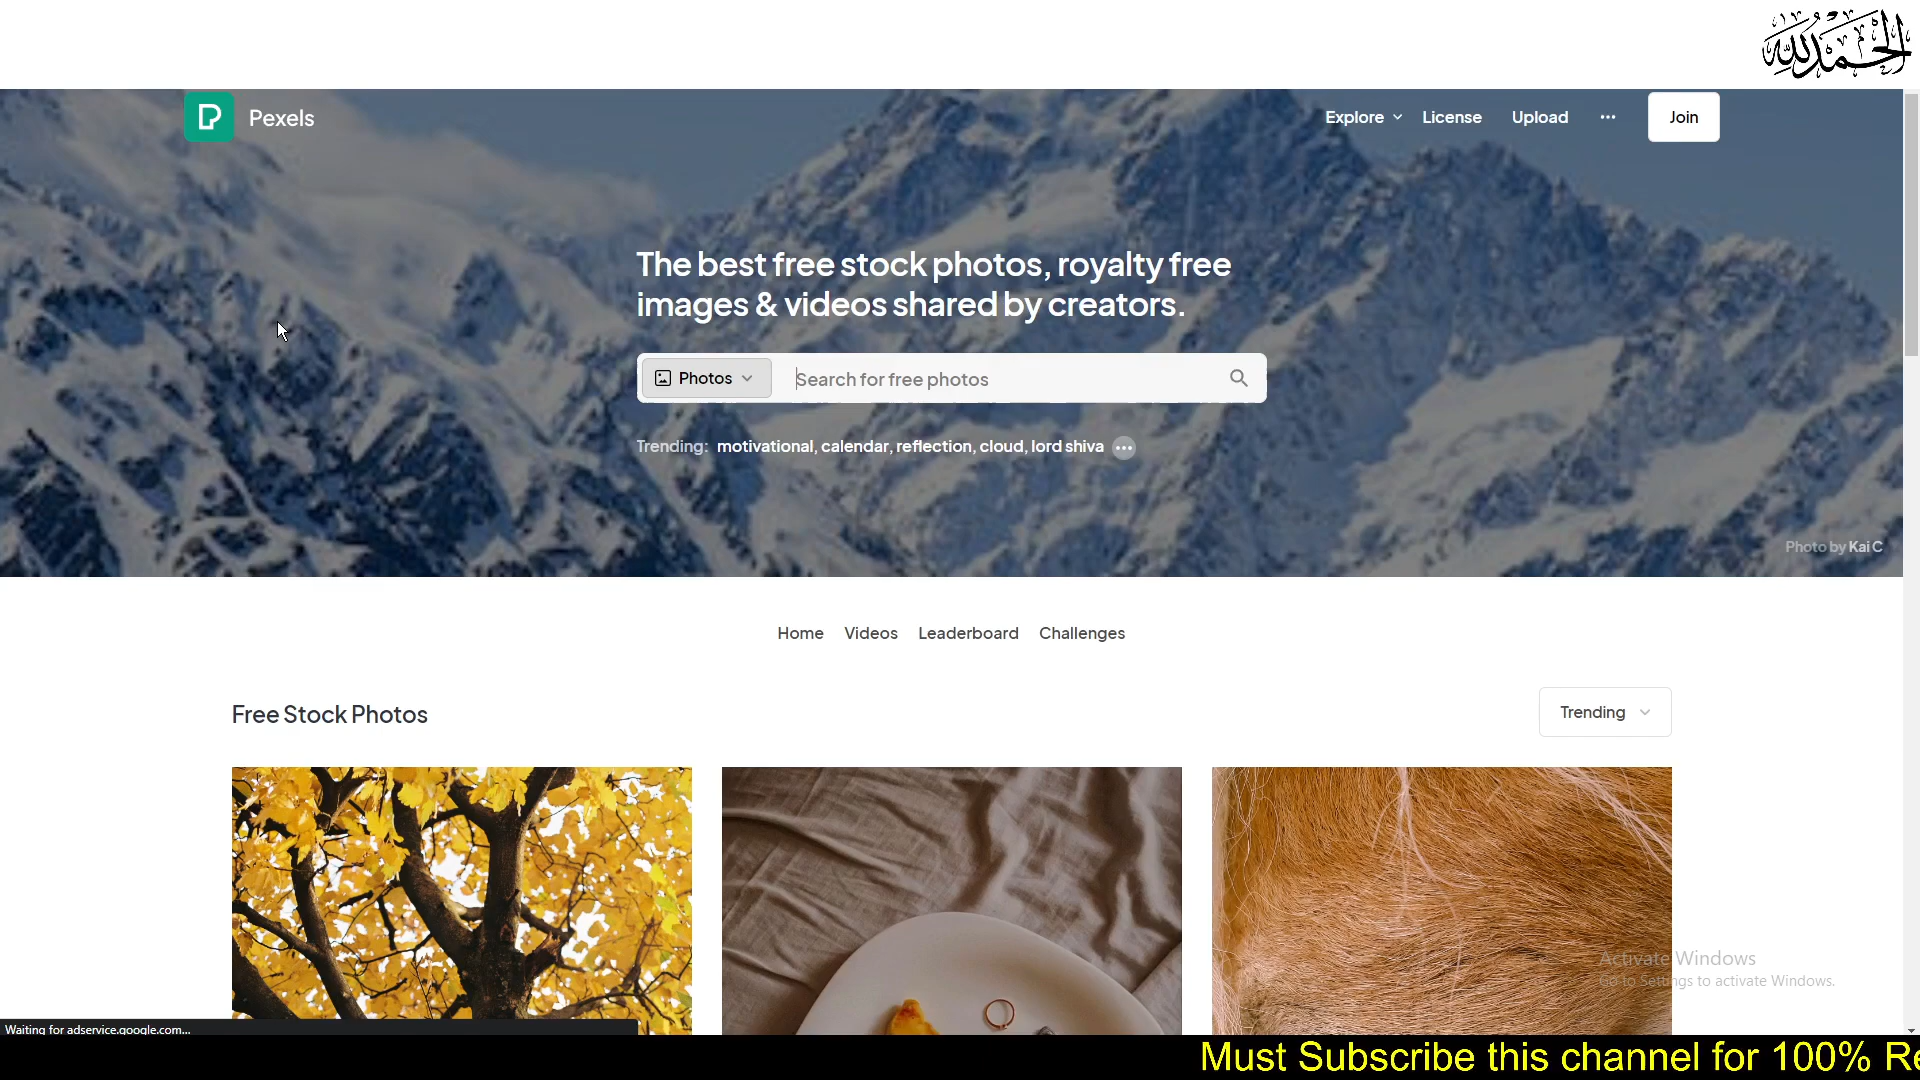 الحمد لله
Pexels
Explore
License
Upload
Join
The best free stock photos, royalty free
images & videos shared by creators.
Photos
Search for free photos
Trending: motivational, calendar, reflection, cloud, lord shiva
Photo by Kai C
Home
Videos
Leaderboard
Challenges
Free Stock Photos
Trending
Activate Windows
Go to Settings to activate Windows.
Waiting for adservice.google.com...
Must Subscribe this channel for 100% Re